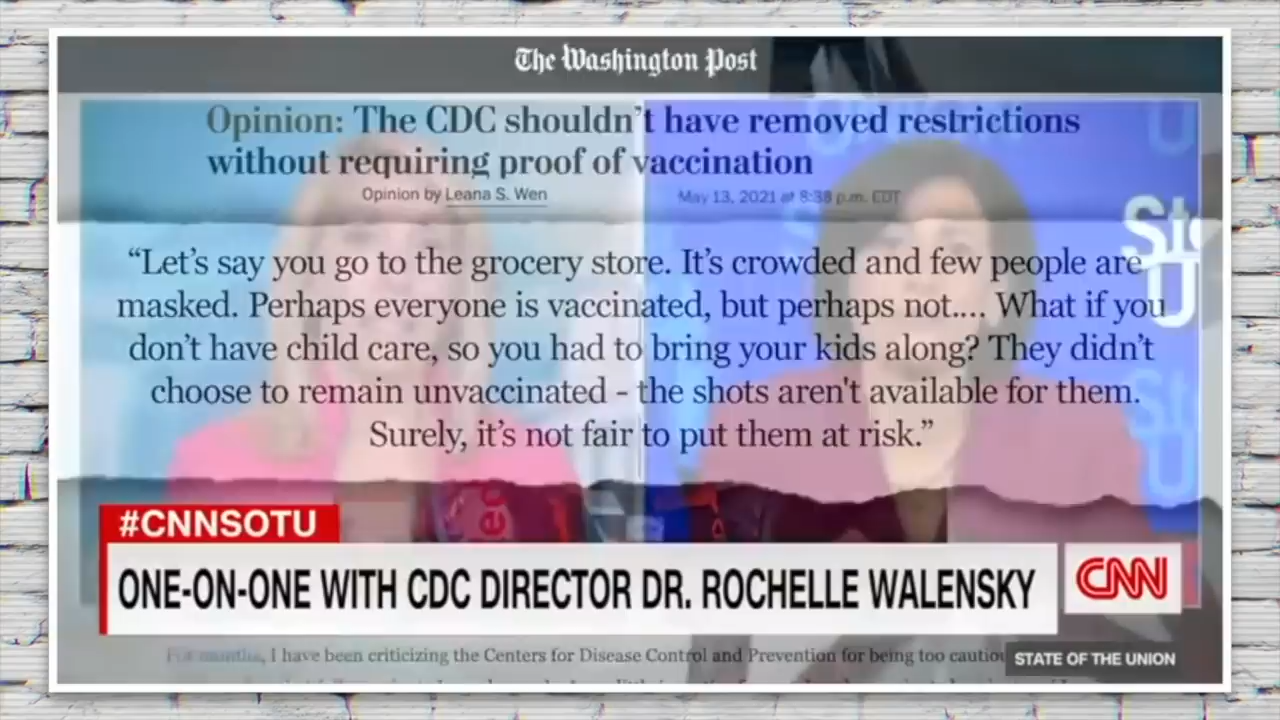 The Washington Post
Opinion: The CDC shouldn't have removed restrictions
without requiring proof of vaccination
Opinion by Leana S. Wen May 13, 2021 at 8:38 p.m. EDT
“Let's say you go to the grocery store. It's crowded and few people are
masked. Perhaps everyone is vaccinated, but perhaps not.... What if you
don't have child care, so you had to bring your kids along? They didn't
choose to remain unvaccinated - the shots aren't available for them.
Surely, it's not fair to put them at risk.”
#CNNSOTU
ONE-ON-ONE WITH CDC DIRECTOR DR. ROCHELLE WALENSKY
CNN
For months, I have been criticizing the Centers for Disease Control and Prevention for being too
STATE OF THE UNION